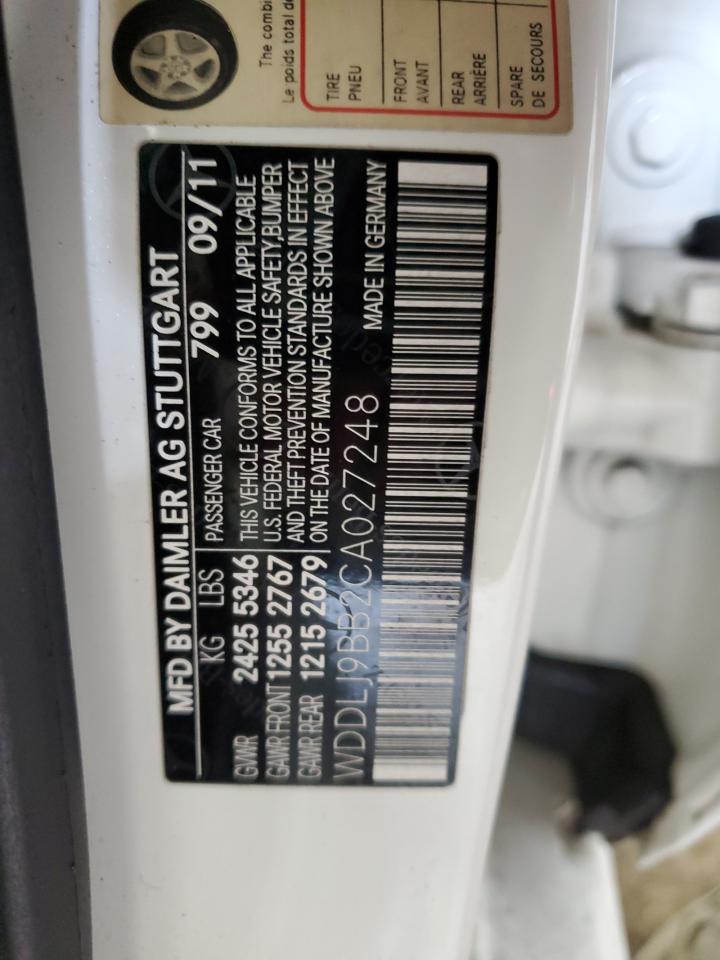 MFD BY DAIMLER AG STUTTGART
KG LBS PASSENGER CAR 799 09/11
GVWR 2425 5346 THIS VEHICLE CONFORMS TO ALL APPLICABLE
GAWR FRONT 1255 2767 U.S. FEDERAL MOTOR VEHICLE SAFETY,BUMPER
GAWR REAR 1215 2679 AND THEFT PREVENTION STANDARDS IN EFFECT
ON THE DATE OF MANUFACTURE SHOWN ABOVE
WDDLJ9BB2CA027248 MADE IN GERMANY
The combi
Le poids total de
TIRE
PNEU
FRONT
AVANT
REAR
ARRIÈRE
SPARE
DE SECOURS